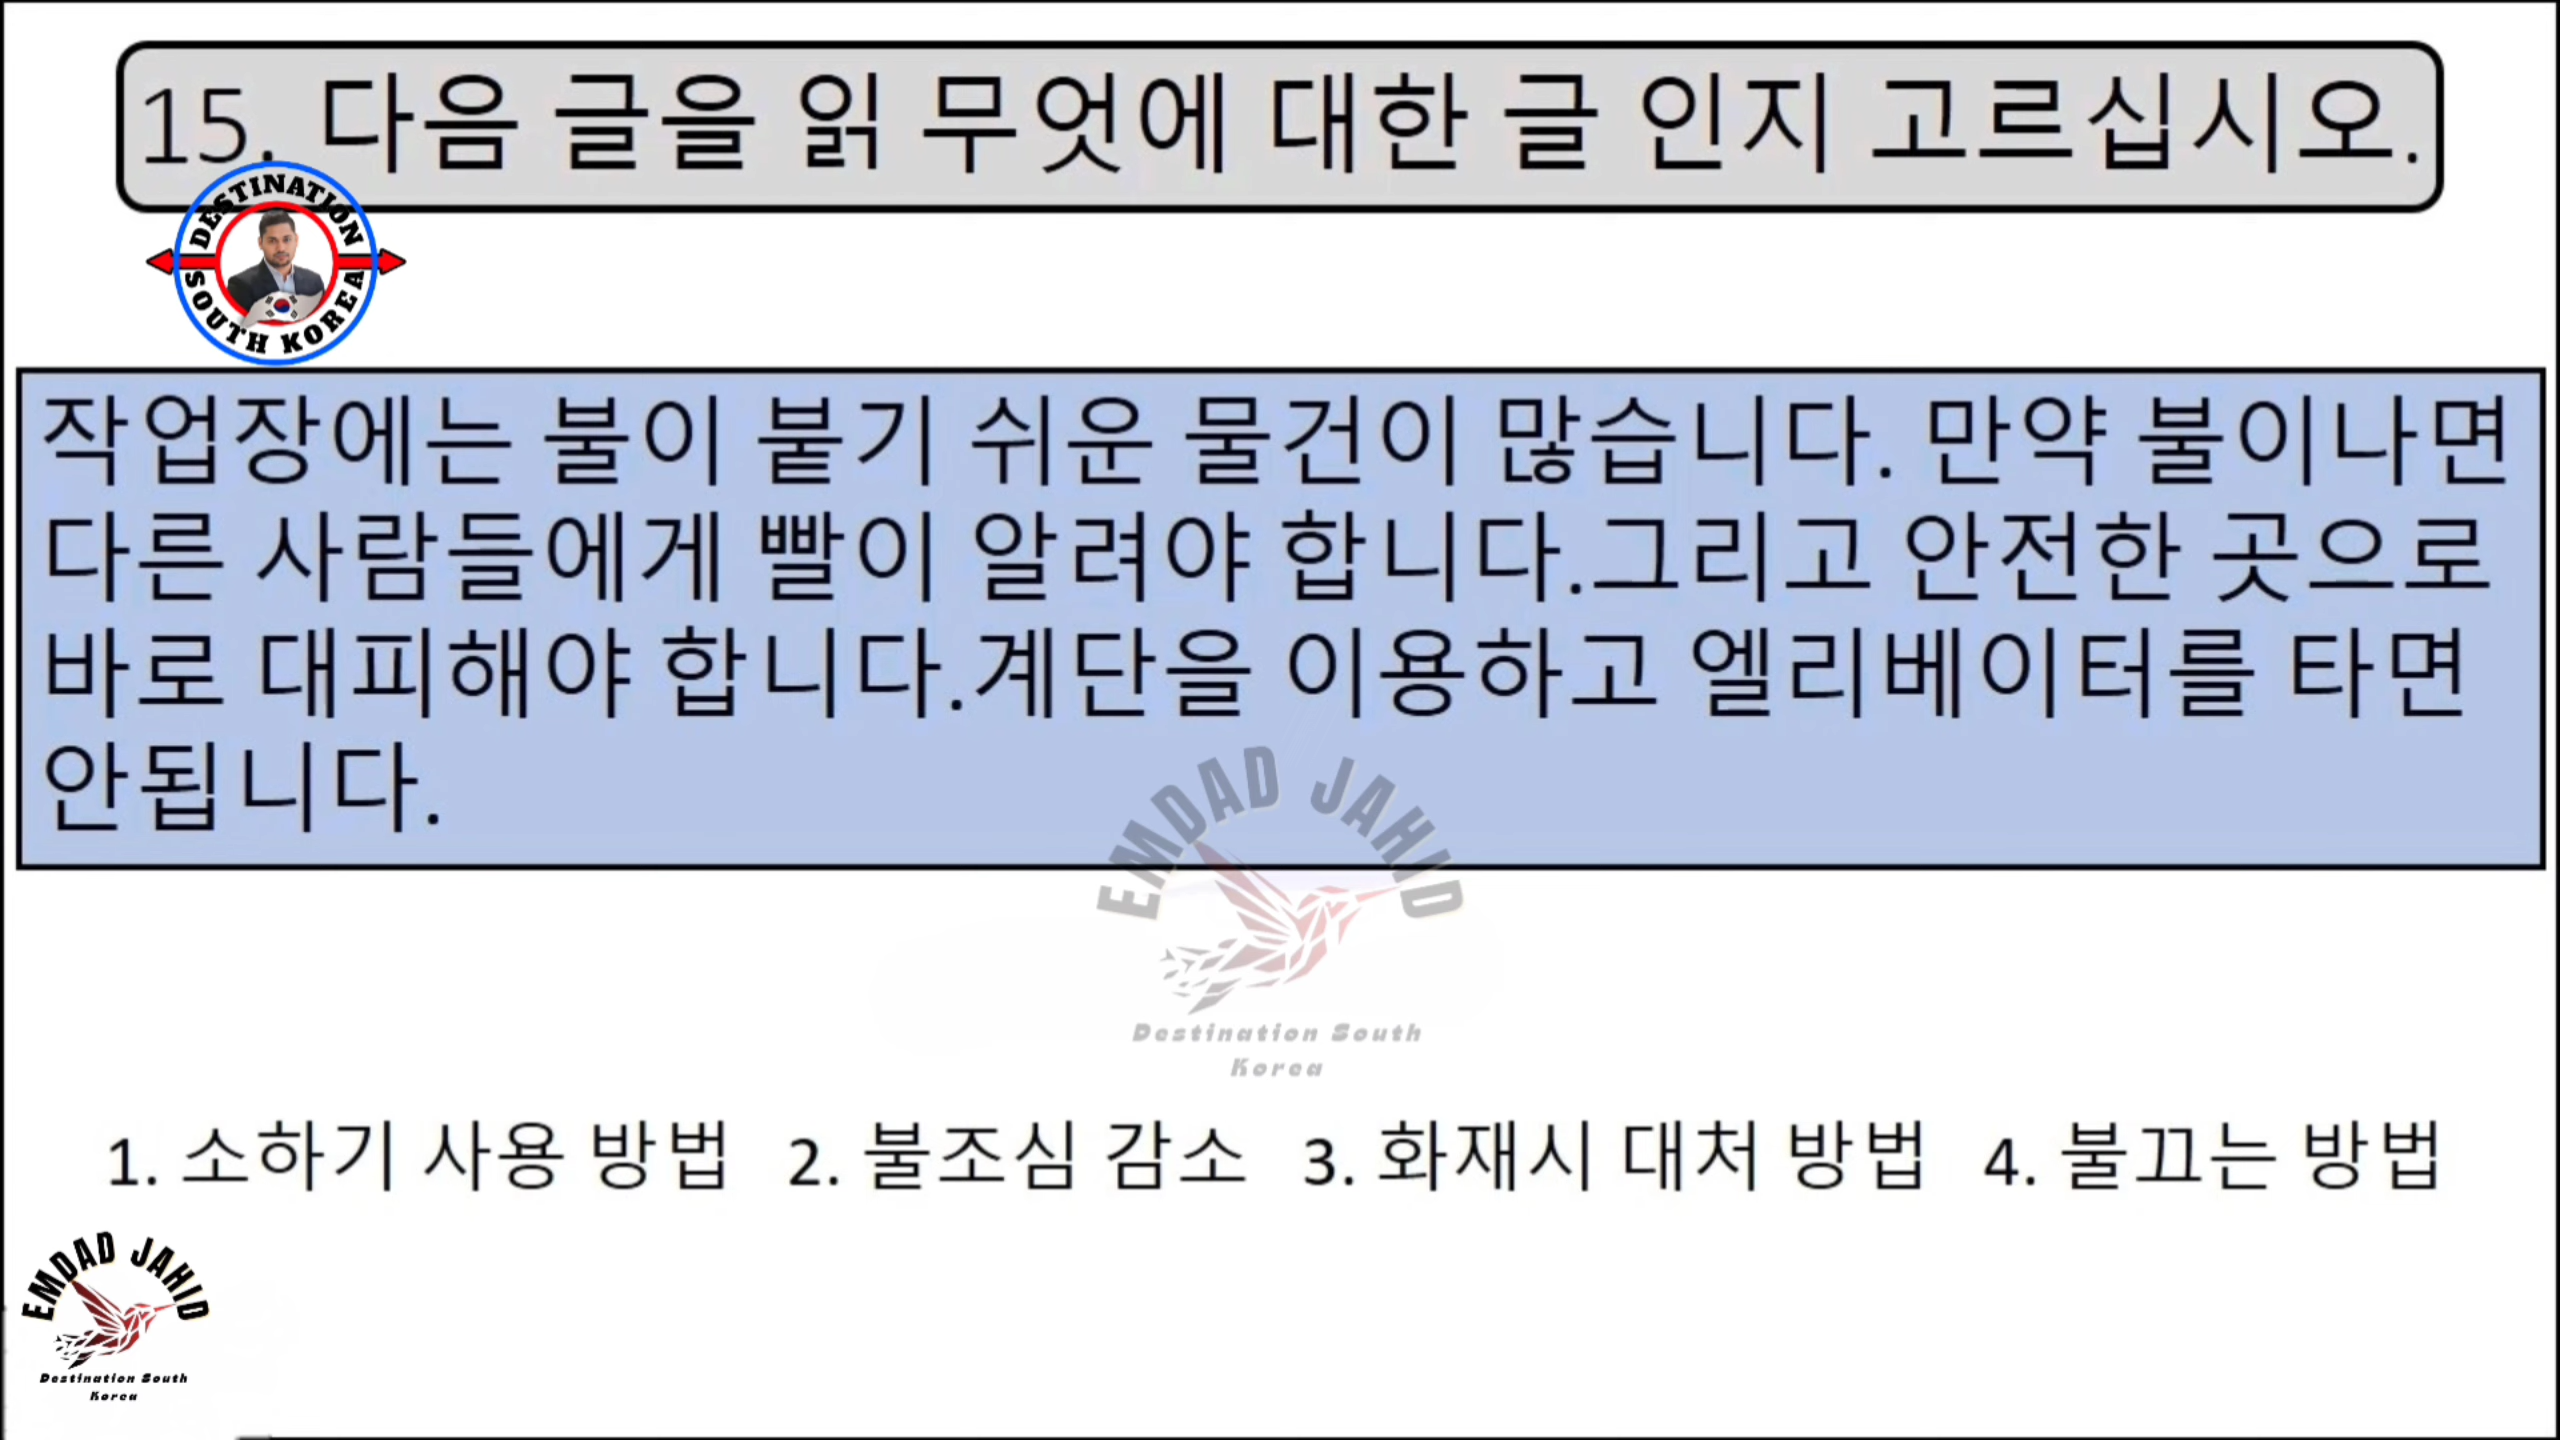 15. 다음 글을 읽 무엇에 대한 글 인지 고르십시오.
DESTINATION
SOUTH KOREA
작업장에는 불이 붙기 쉬운 물건이 많습니다. 만약 불이나면
다른 사람들에게 빨이 알려야 합니다.그리고 안전한 곳으로
바로 대피해야 합니다.계단을 이용하고 엘리베이터를 타면
안됩니다.
EMDAD JAHID
Destination South
Korea
1. 소하기 사용 방법 2. 불조심 감소 3. 화재시 대처 방법 4. 불끄는 방법
EMDAD JAHID
Destination South
Korea